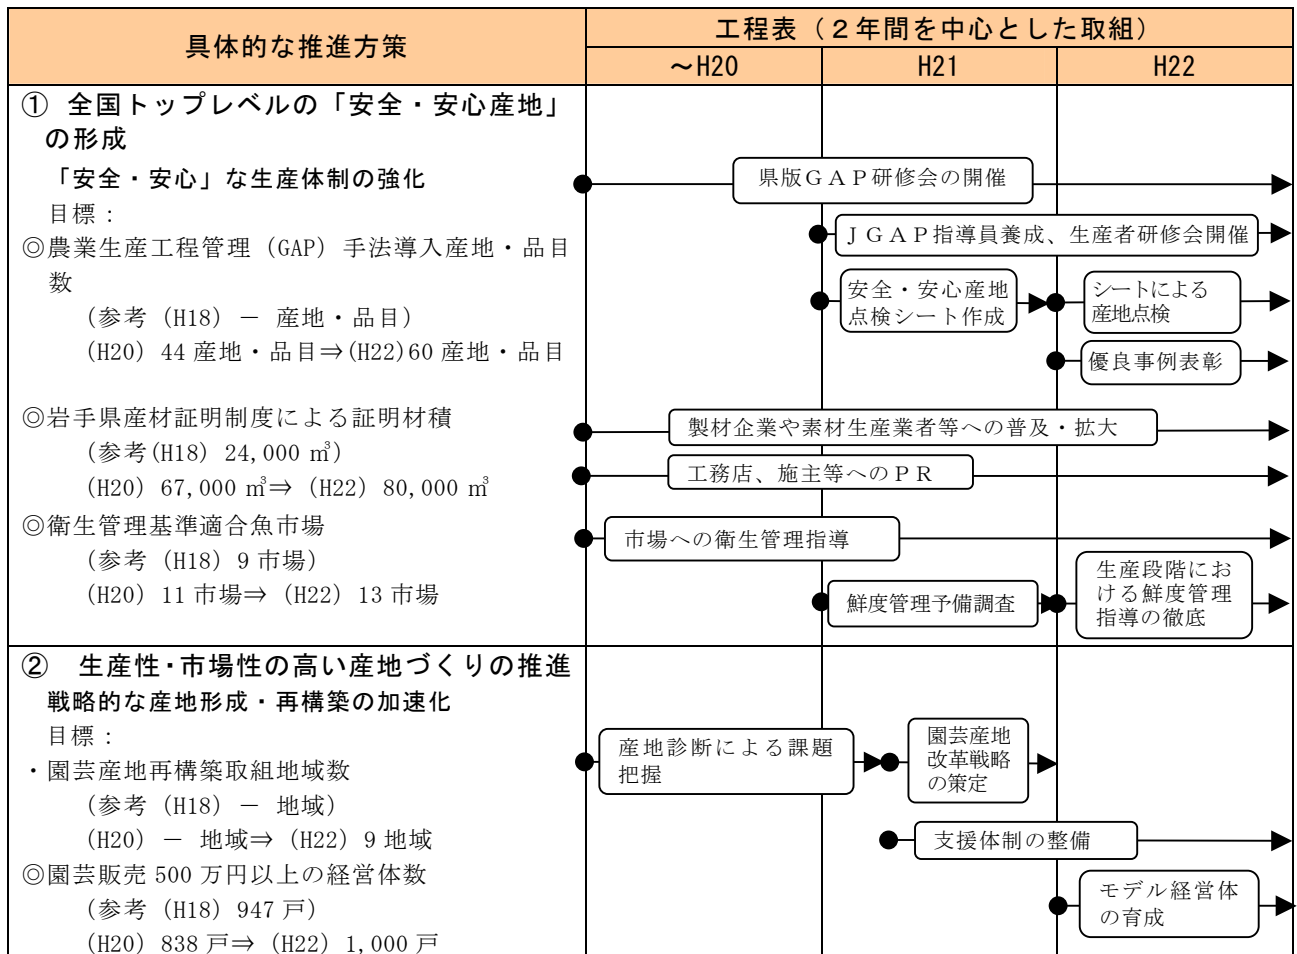 具体的な推進方策
工程表（２年間を中心とした取組）
～H20
H21
H22
① 全国トップレベルの「安全・安心産地」
の形成
「安全・安心」な生産体制の強化
目標：
◎農業生産工程管理（GAP）手法導入産地・品目
数
（参考（H18）－ 産地・品目）
（H20）44 産地・品目⇒(H22)60 産地・品目
◎岩手県産材証明制度による証明材積
（参考(H18）24,000 ㎥）
（H20）67,000 ㎥⇒（H22）80,000 ㎥
◎衛生管理基準適合魚市場
（参考（H18）9 市場）
（H20）11 市場⇒（H22）13 市場
県版ＧＡＰ研修会の開催
ＪＧＡＰ指導員養成、生産者研修会開催
安全・安心産地
点検シート作成
シートによる
産地点検
優良事例表彰
製材企業や素材生産業者等への普及・拡大
工務店、施主等へのＰＲ
市場への衛生管理指導
鮮度管理予備調査
生産段階にお
ける鮮度管理
指導の徹底
② 生産性・市場性の高い産地づくりの推進
戦略的な産地形成・再構築の加速化
目標：
・園芸産地再構築取組地域数
（参考（H18）－ 地域）
（H20）－ 地域⇒（H22）9 地域
◎園芸販売 500 万円以上の経営体数
（参考（H18）947 戸）
（H20）838 戸⇒（H22）1,000 戸
産地診断による課題
把握
園芸産地
改革戦略
の策定
支援体制の整備
モデル経営体
の育成